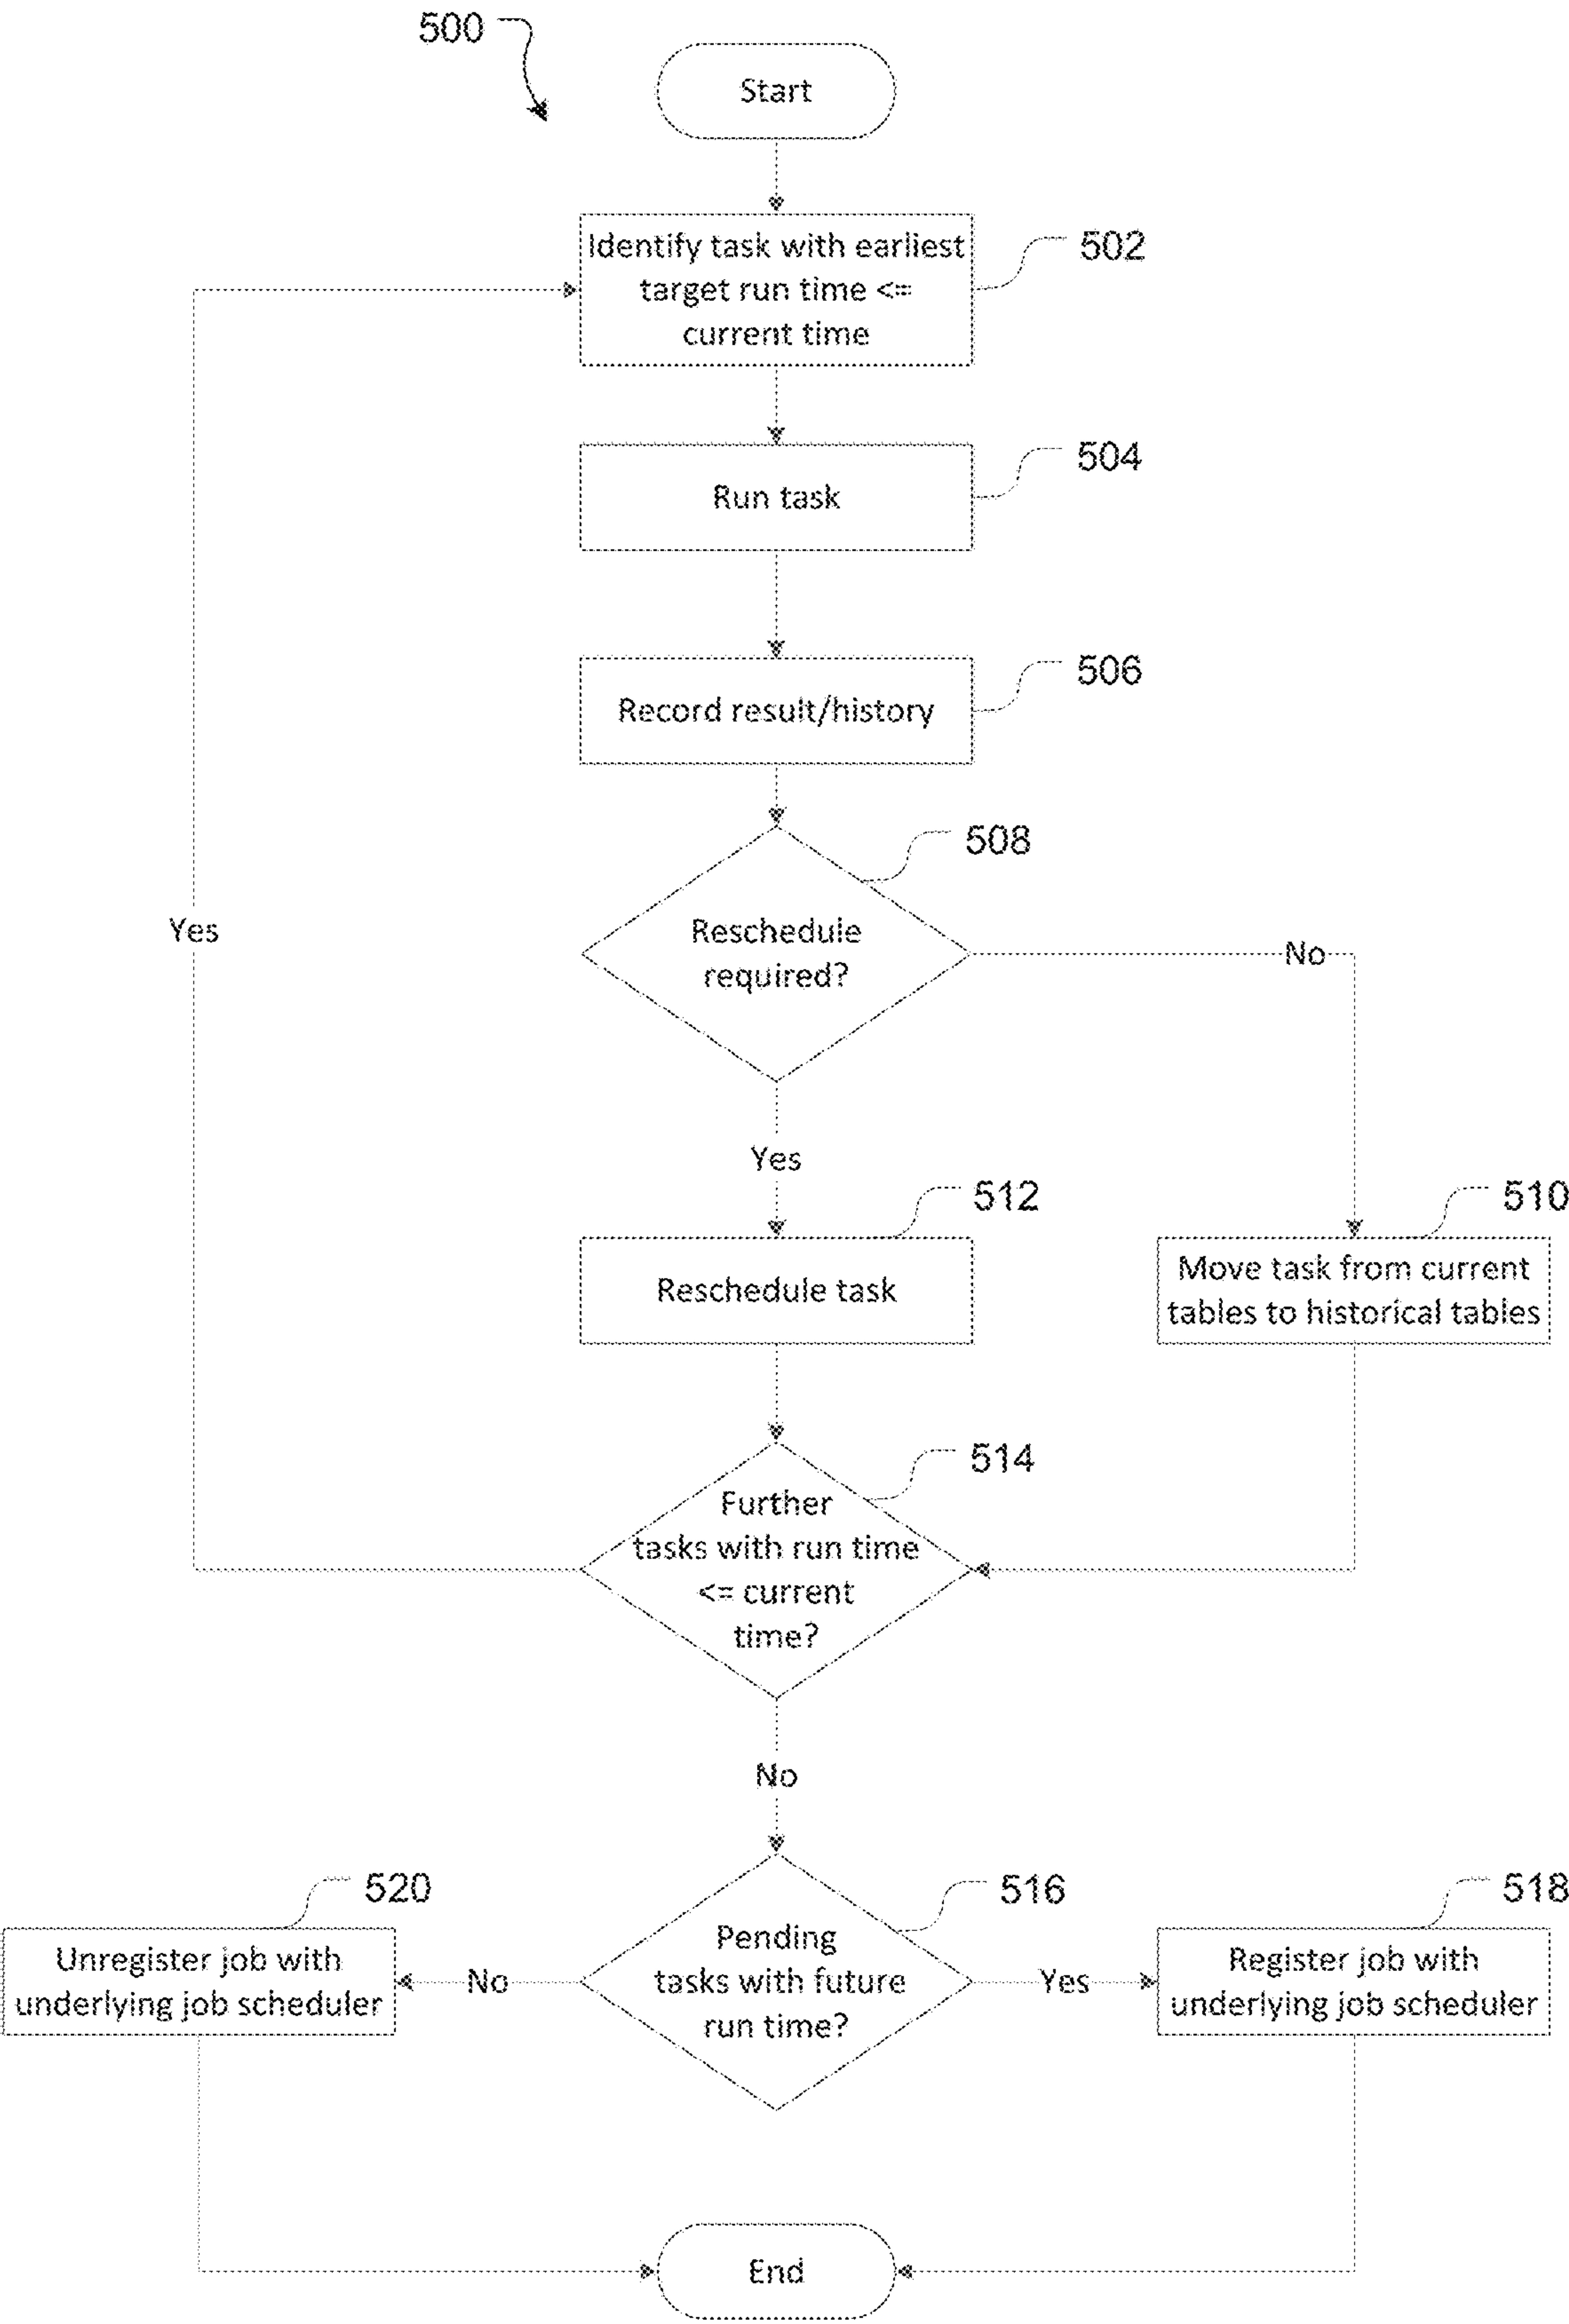 500
Start
Identify task with earliest
target run time <=
current time
502
Run task
504
Record result/history
506
Reschedule
required?
508
No
Yes
Yes
Reschedule task
512
Move task from current
tables to historical tables
510
Further
tasks with run time
<= current
time?
514
No
Pending
tasks with future
run time?
516
No
Yes
Unregister job with
underlying job scheduler
520
Register job with
underlying job scheduler
518
End